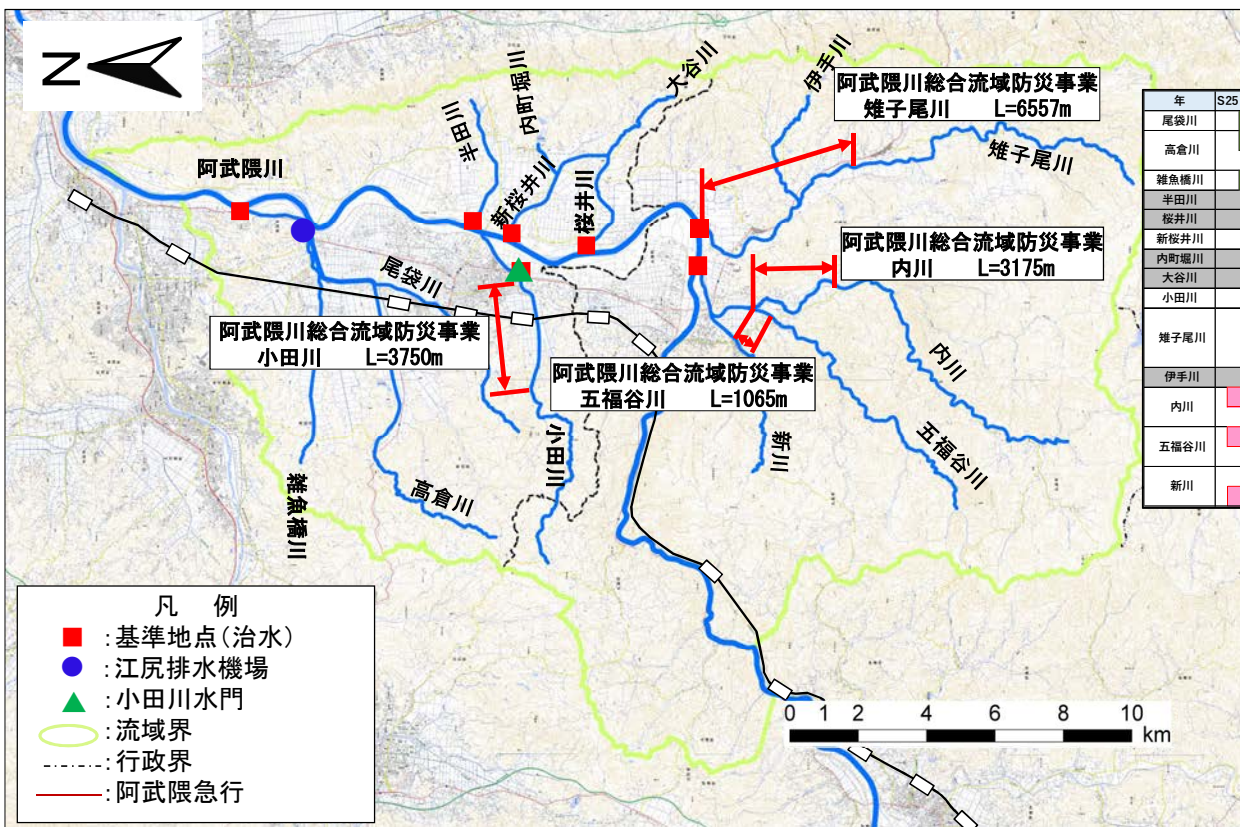 N
阿武隈川
半田川
内町堀川
大谷川
伊手川
新桜井川
桜井川
阿武隈川総合流域防災事業
雉子尾川 L=6557m
雉子尾川
阿武隈川総合流域防災事業
内川 L=3175m
尾袋川
阿武隈川総合流域防災事業
小田川 L=3750m
阿武隈川総合流域防災事業
五福谷川 L=1065m
内川
五福谷川
新川
小田川
高倉川
雑魚橋川
凡 例
:基準地点(治水)
:江尻排水機場
:小田川水門
:流域界
:行政界
:阿武隈急行
0 1 2 4 6 8 10
km
年 S25
尾袋川
高倉川
雑魚橋川
半田川
桜井川
新桜井川
内町堀川
大谷川
小田川
雉子尾川
伊手川
内川
五福谷川
新川